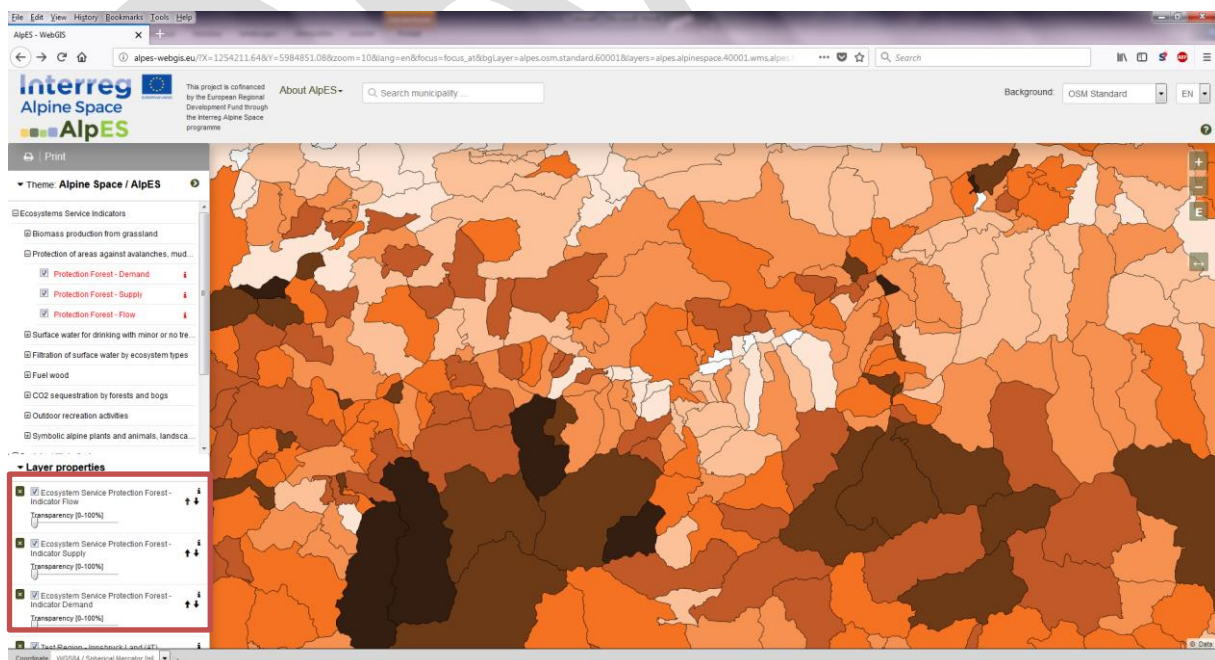 File Edit View History Bookmarks Tools Help
AlpES - WebGIS
alpes-webgis.eu/?X=1254211.64&Y=5984851.08&zoom=10&lang=en&focus=focus_at&bgLayer=alpes.osm.standard.60001&layers=alpes.alpinespace.40001.wms.alpes
Search
Interreg
Alpine Space
AlpES
EUROPEAN UNION
This project is cofinanced
by the European Regional
Development Fund through
the Interreg Alpine Space
programme
About AlpES
Search municipality ...
Background: OSM Standard
EN
Print
Theme: Alpine Space / AlpES
Ecosystems Service Indicators
Biomass production from grassland
Protection of areas against avalanches, mud...
Protection Forest - Demand i
Protection Forest - Supply i
Protection Forest - Flow i
Surface water for drinking with minor or no tre...
Filtration of surface water by ecosystem types
Fuel wood
CO2 sequestration by forests and bogs
Outdoor recreation activities
Symbolic alpine plants and animals, landsca...
Layer properties
Ecosystem Service Protection Forest - i
Indicator Flow
Transparency [0-100%]
Ecosystem Service Protection Forest - i
Indicator Supply
Transparency [0-100%]
Ecosystem Service Protection Forest - i
Indicator Demand
Transparency [0-100%]
Test Region - Innsbruck Land (AT) i
Coordinate WGS84 / Spherical Mercator
+
−
E
© Data